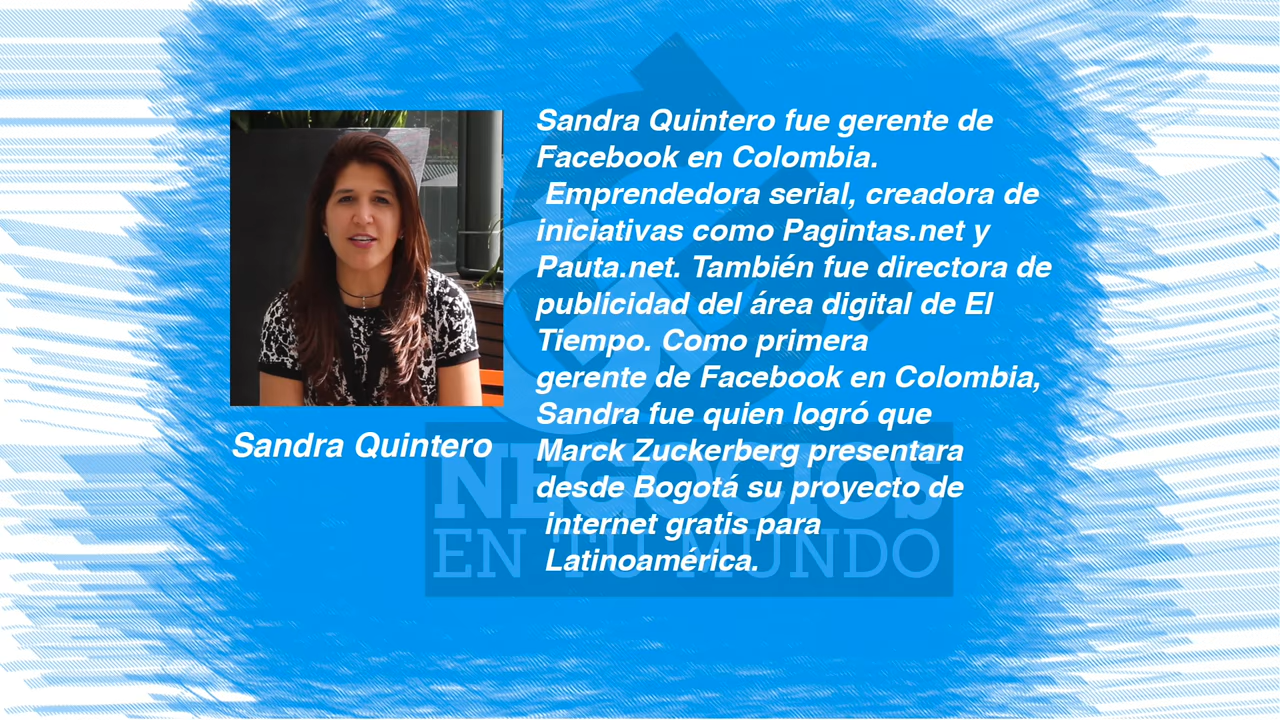 Sandra Quintero fue gerente de
Facebook en Colombia.
Emprendedora serial, creadora de
iniciativas como Pagintas.net y
Pauta.net. También fue directora de
publicidad del área digital de El
Tiempo. Como primera
gerente de Facebook en Colombia,
Sandra fue quien logró que
Marck Zuckerberg presentara
desde Bogotá su proyecto de
internet gratis para
Latinoamérica.
Sandra Quintero
NEGOCIOS
EN TU MUNDO